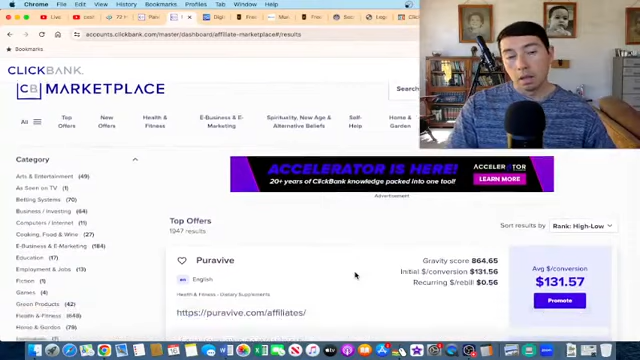 Chrome File Edit View History Bookmarks Profiles Tab Window Help
accounts.clickbank.com/master/dashboard/affiliate-marketplace#/results
Bookmarks
CLICKBANK.
CB MARKETPLACE
Search
All
Top Offers
New Offers
Health & Fitness
E-Business & E-Marketing
Spirituality, New Age & Alternative Beliefs
Self-Help
Home & Garden
Category
Arts & Entertainment (49)
As Seen on TV (1)
Betting Systems (70)
Business / Investing (64)
Computers / Internet (11)
Cooking, Food & Wine (27)
E-Business & E-Marketing (184)
Education (17)
Employment & Jobs (13)
Fiction (1)
Games (4)
Green Products (42)
Health & Fitness (648)
Home & Garden (78)
ACCELERATOR IS HERE!
20+ years of ClickBank knowledge packed into one tool!
ACCELERATOR
LEARN MORE
Advertisement
Top Offers
1947 results
Sort results by
Rank: High-Low
Puravive
English
Health & Fitness - Dietary Supplements
https://puravive.com/affiliates/
Gravity score 864.65
Initial $/conversion $131.56
Recurring $/rebill $0.56
Avg $/conversion
$131.57
Promote